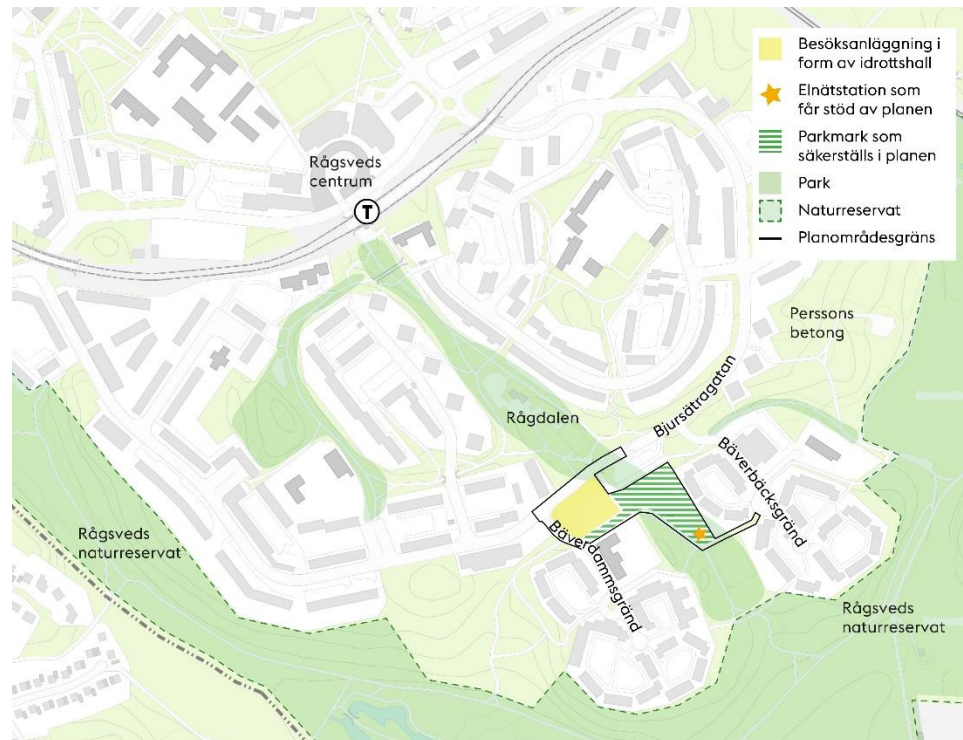 Besöksanläggning i
form av idrottshall
Elnätstation som
får stöd av planen
Parkmark som
säkerställs i planen
Park
Naturreservat
Planområdesgräns
Rågsveds
centrum
T
Perssons
betong
Rågdalen
Bjursätragatan
Bäverbäcksgränd
Bäverdammsgränd
Rågsveds
naturreservat
Rågsveds
naturreservat